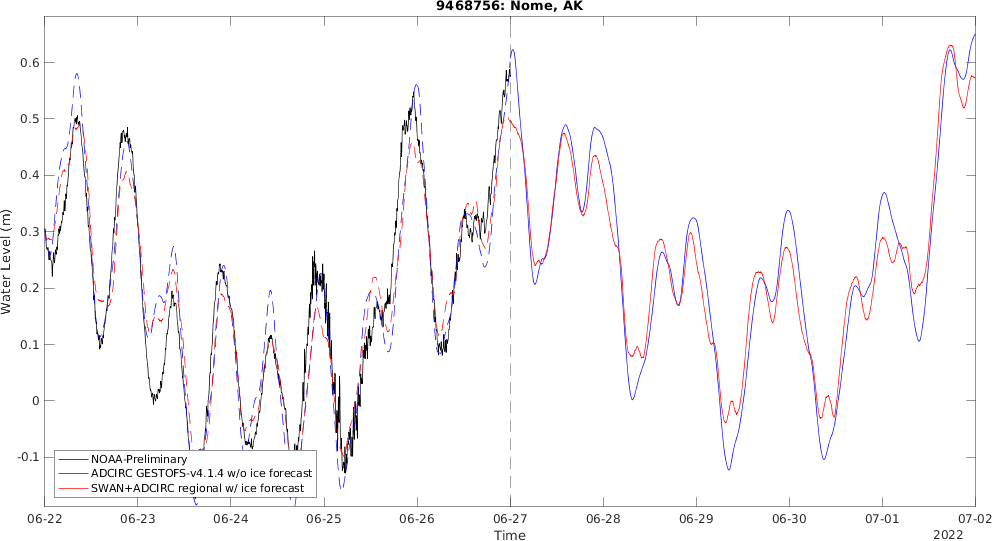 9468756: Nome, AK
Water Level (m)
0.6
0.5
0.4
0.3
0.2
0.1
0
-0.1
NOAA-Preliminary
ADCIRC GESTOFS-v4.1.4 w/o ice forecast
SWAN+ADCIRC regional w/ ice forecast
06-22 06-23 06-24 06-25 06-26 06-27 06-28 06-29 06-30 07-01 07-02
Time
2022